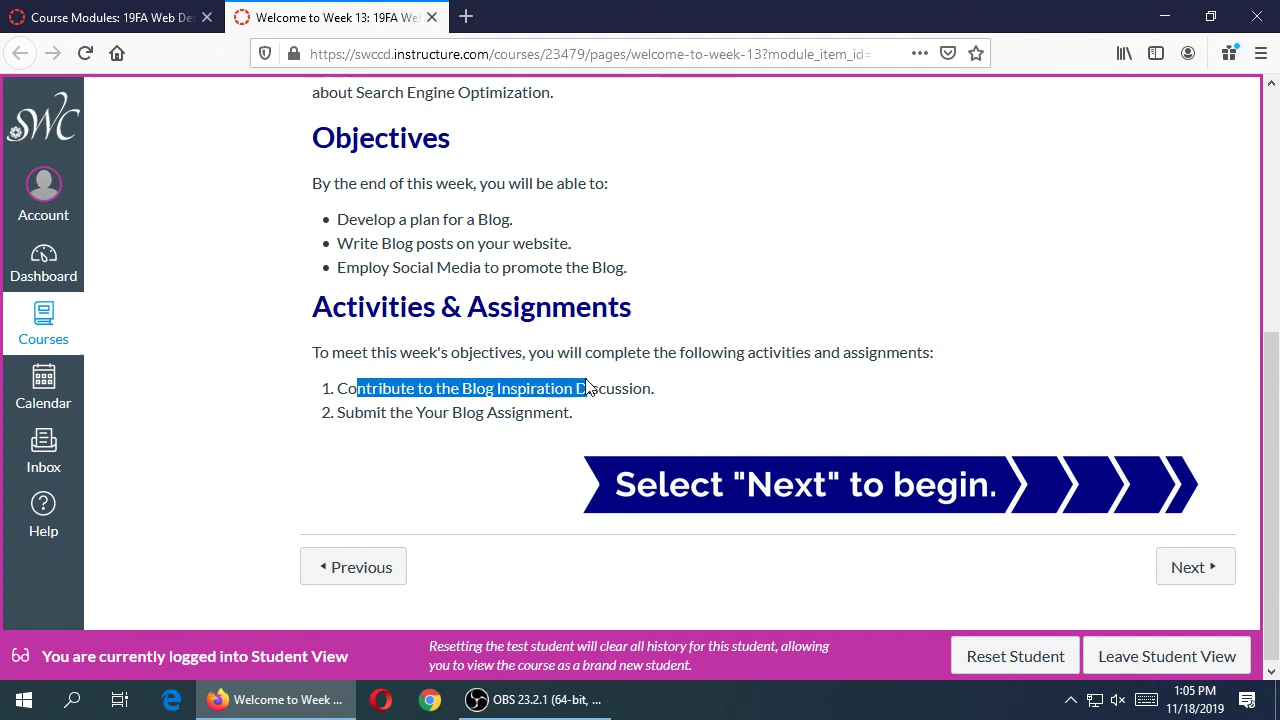 Course Modules: 19FA Web Des
Welcome to Week 13: 19FA We
https://swccd.instructure.com/courses/23479/pages/welcome-to-week-13?module_item_id=
SWC
Account
Dashboard
Courses
Calendar
Inbox
Help
about Search Engine Optimization.
Objectives
By the end of this week, you will be able to:
• Develop a plan for a Blog.
• Write Blog posts on your website.
• Employ Social Media to promote the Blog.
Activities & Assignments
To meet this week's objectives, you will complete the following activities and assignments:
1. Contribute to the Blog Inspiration Discussion.
2. Submit the Your Blog Assignment.
Select "Next" to begin.
Previous
Next
You are currently logged into Student View
Resetting the test student will clear all history for this student, allowing
you to view the course as a brand new student.
Reset Student
Leave Student View
Welcome to Week ...
OBS 23.2.1 (64-bit, ...
1:05 PM
11/18/2019